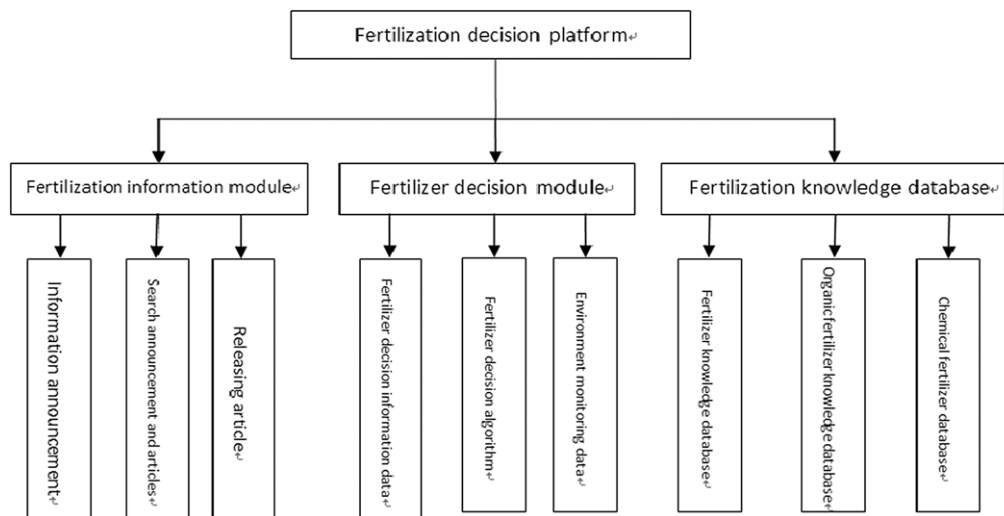 Fertilization decision platform↵
Fertilization information module↵
Fertilizer decision module↵
Fertilization knowledge database↵
Information announcement↵
Search announcement and articles↵
Releasing article↵
Fertilizer decision information data↵
Fertilizer decision algorithm↵
Environment monitoring data↵
Fertilizer knowledge database↵
Organic fertilizer knowledge database↵
Chemical fertilizer database↵